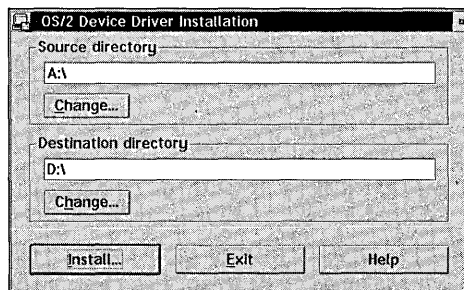 OS/2 Device Driver Installation
Source directory
A:\
Change...
Destination directory
D:\
Change...
Install... Exit Help